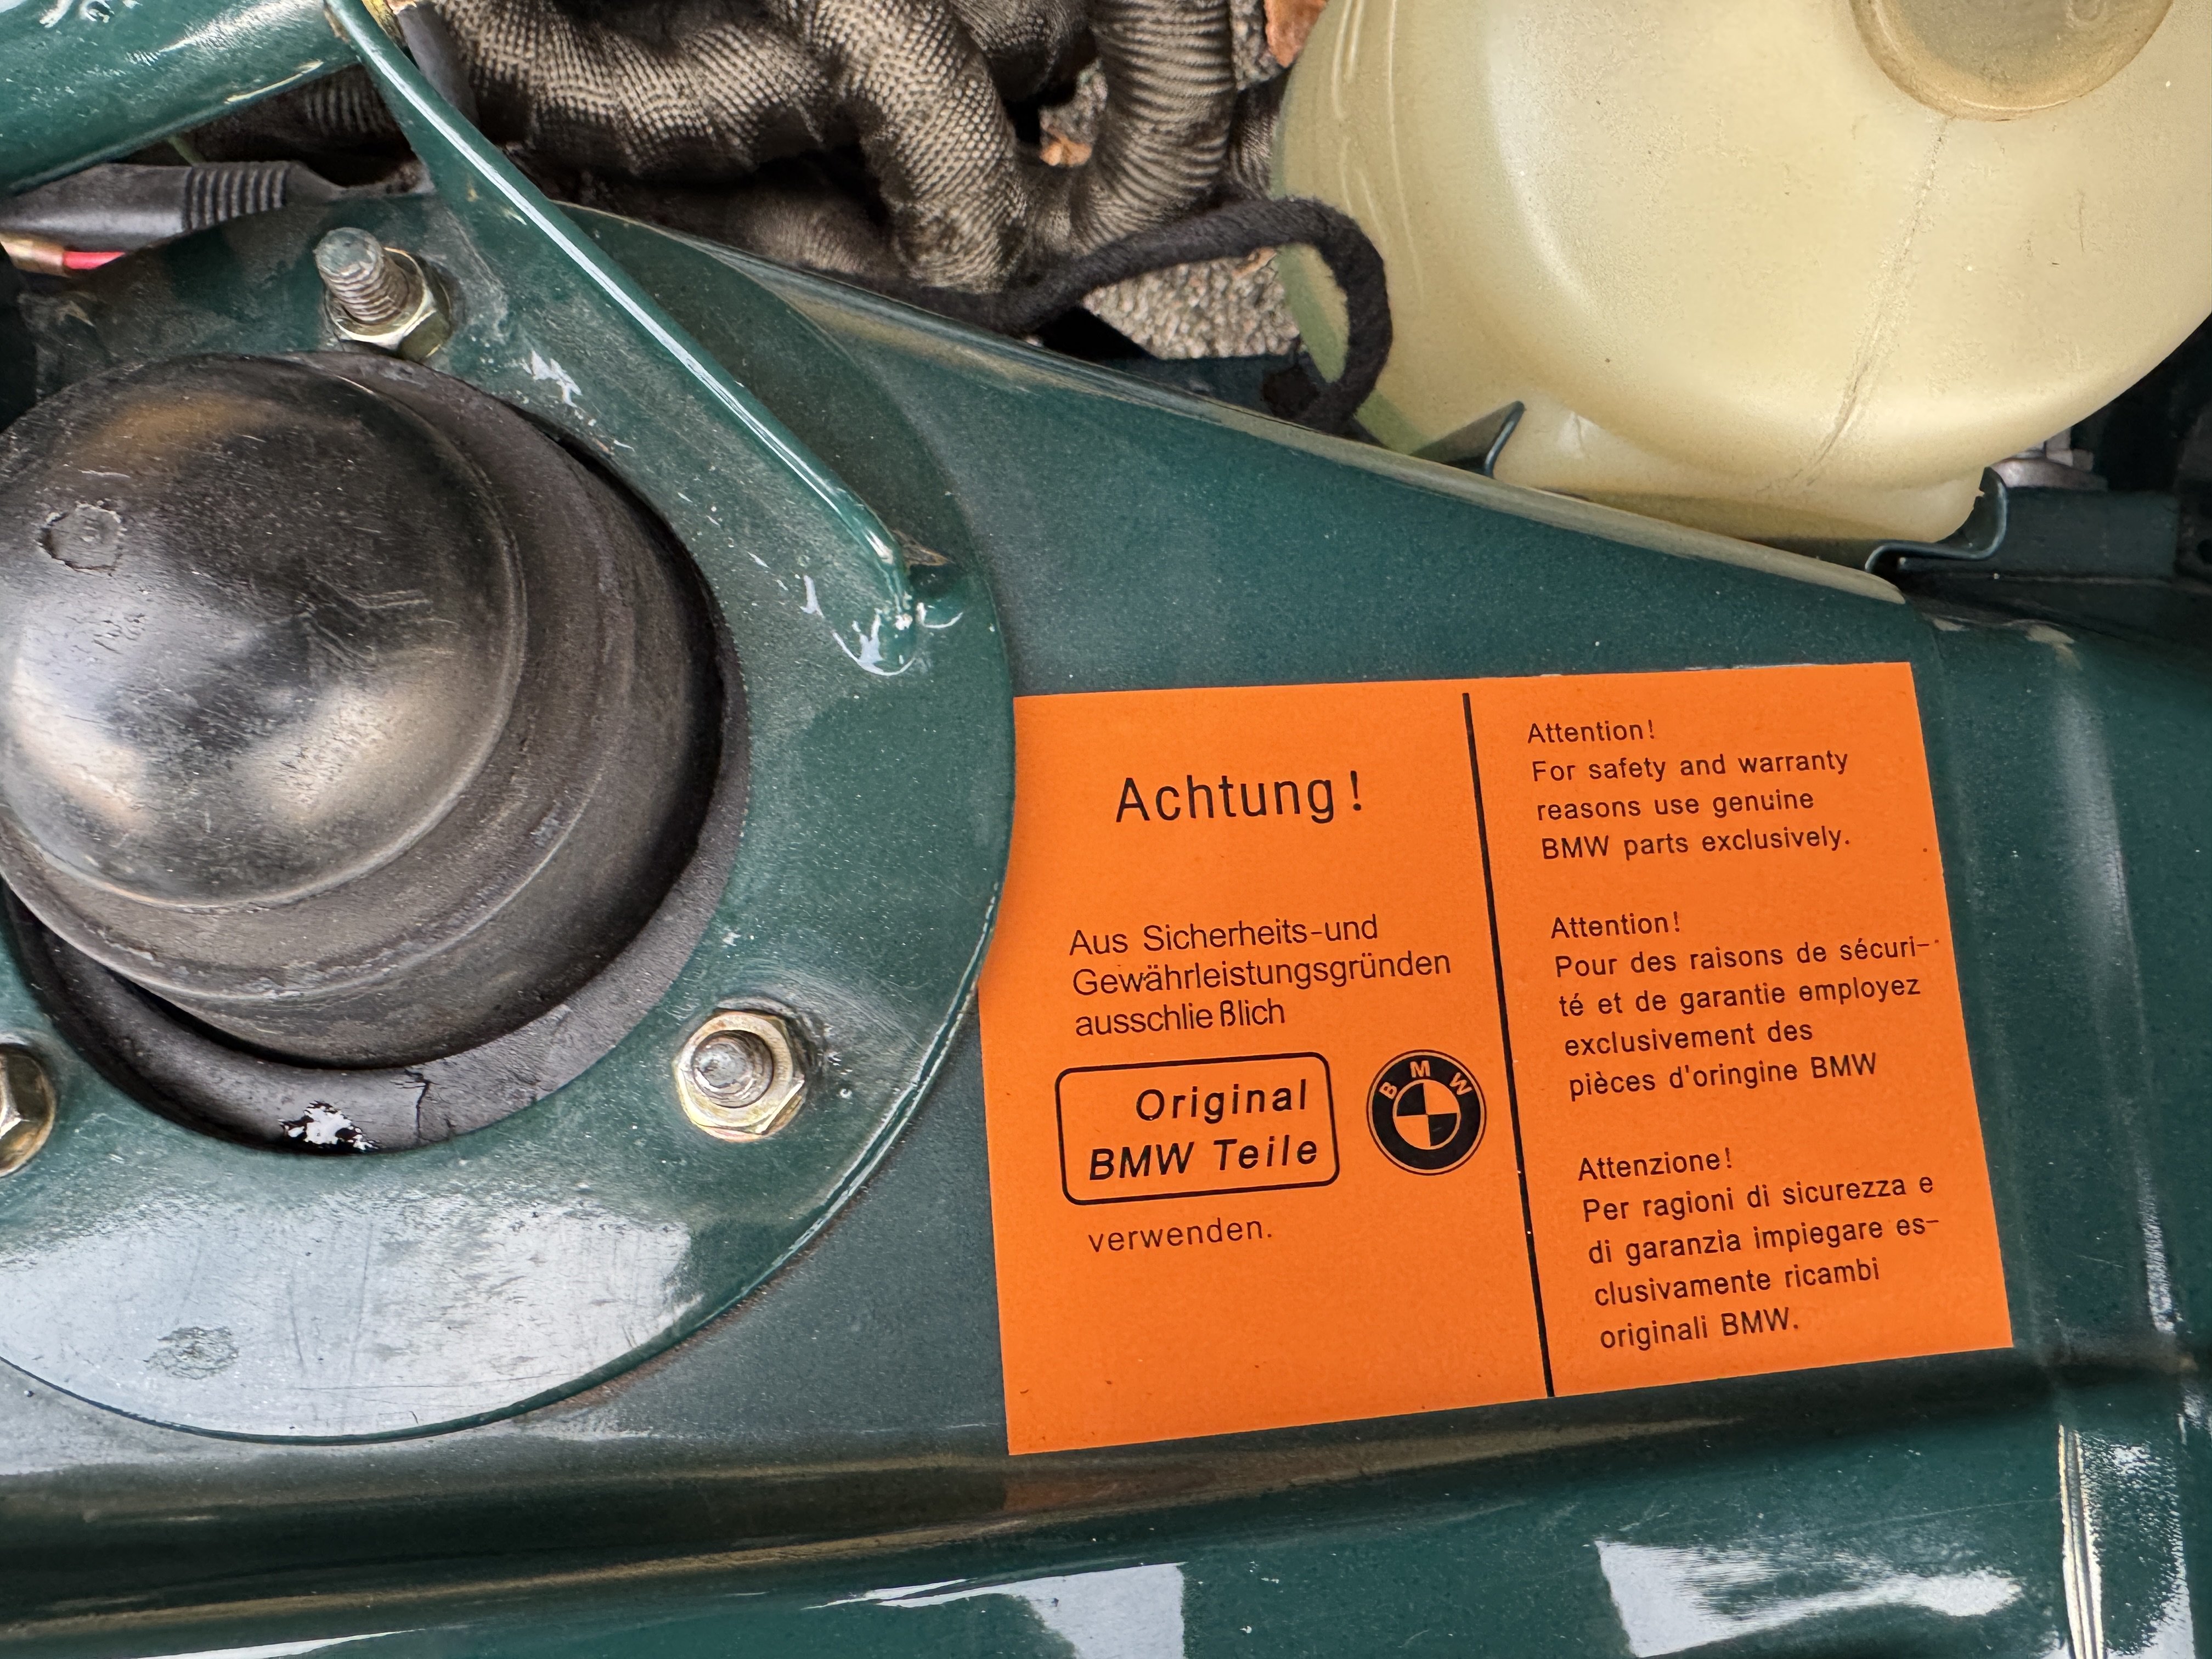 Achtung!
Aus Sicherheits-und
Gewährleistungsgründen
ausschließlich
Original
BMW Teile
BMW
verwenden.
Attention!
For safety and warranty
reasons use genuine
BMW parts exclusively.
Attention!
Pour des raisons de sécuri-
té et de garantie employez
exclusivement des
pièces d'oringine BMW
Attenzione!
Per ragioni di sicurezza e
di garanzia impiegare es-
clusivamente ricambi
originali BMW.